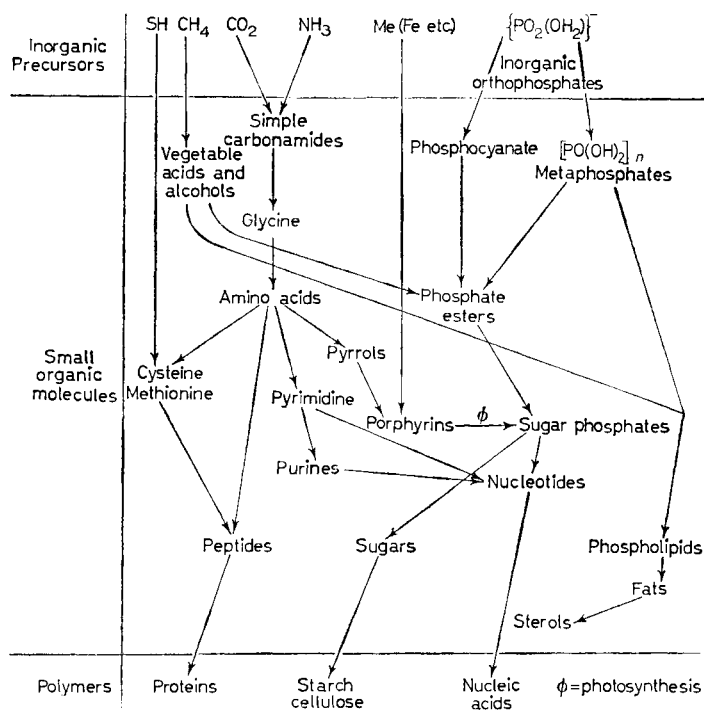 Inorganic
Precursors
SH CH4 CO2 NH3 Me (Fe etc) {PO2(OH2)}−
Inorganic
orthophosphates
Simple
carbonamides
Phosphocyanate
[PO(OH)2]n
Metaphosphates
Vegetable
acids and
alcohols
Glycine
Amino acids
Phosphate
esters
Small
organic
molecules
Pyrrols
Cysteine
Methionine
Pyrimidine
Porphyrins
ϕ
Sugar phosphates
Purines
Nucleotides
Peptides
Sugars
Phospholipids
Fats
Sterols
Polymers
Proteins
Starch
cellulose
Nucleic
acids
ϕ=photosynthesis